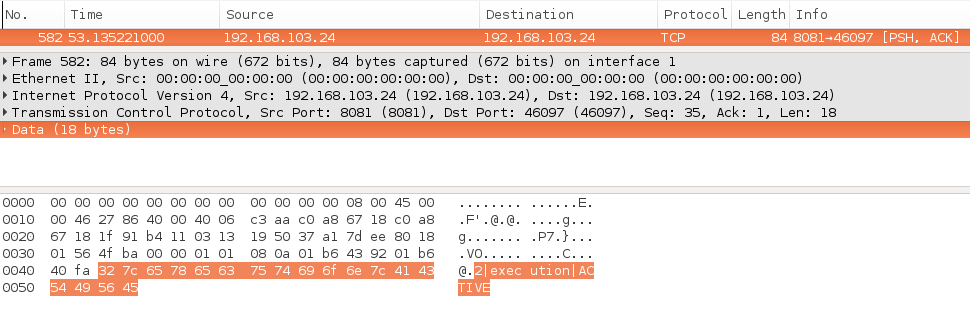 No. Time Source Destination Protocol Length Info
582 53.135221000 192.168.103.24 192.168.103.24 TCP 84 8081→46097 [PSH, ACK]
Frame 582: 84 bytes on wire (672 bits), 84 bytes captured (672 bits) on interface 1
Ethernet II, Src: 00:00:00_00:00:00 (00:00:00:00:00:00), Dst: 00:00:00_00:00:00 (00:00:00:00:00:00)
Internet Protocol Version 4, Src: 192.168.103.24 (192.168.103.24), Dst: 192.168.103.24 (192.168.103.24)
Transmission Control Protocol, Src Port: 8081 (8081), Dst Port: 46097 (46097), Seq: 35, Ack: 1, Len: 18
Data (18 bytes)
0000 00 00 00 00 00 00 00 00 00 00 00 00 08 00 45 00 ........ ......E.
0010 00 46 27 86 40 00 40 06 c3 aa c0 a8 67 18 c0 a8 .F'.@.@. ....g...
0020 67 18 1f 91 b4 11 03 13 19 50 37 a1 7d ee 80 18 g....... .P7.}...
0030 01 56 4f ba 00 00 01 01 08 0a 01 b6 43 92 01 b6 .VO..... ....C...
0040 40 fa 32 7c 65 78 65 63 75 74 69 6f 6e 7c 41 43 @.2|exec ution|AC
0050 54 49 56 45 TIVE